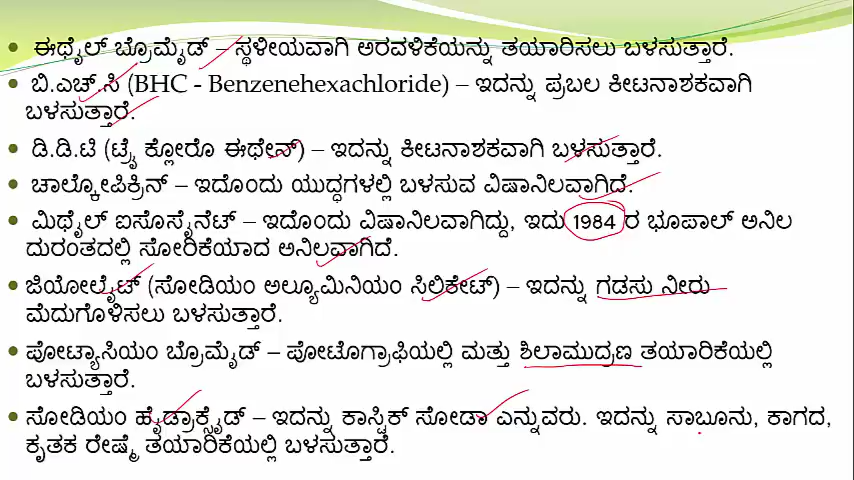 ಈಥೈಲ್ ಬ್ರೊಮೈಡ್ – ಸ್ಥಳೀಯವಾಗಿ ಅರವಳಿಕೆಯನ್ನು ತಯಾರಿಸಲು ಬಳಸುತ್ತಾರೆ.
ಬಿ.ಎಚ್.ಸಿ (BHC - Benzenehexachloride) – ಇದನ್ನು ಪ್ರಬಲ ಕೀಟನಾಶಕವಾಗಿ
ಬಳಸುತ್ತಾರೆ.
ಡಿ.ಡಿ.ಟಿ (ಟ್ರೈ ಕ್ಲೋರೊ ಈಥೇನ್) – ಇದನ್ನು ಕೀಟನಾಶಕವಾಗಿ ಬಳಸುತ್ತಾರೆ.
ಚಾಲ್ಕೋಪಿಕ್ರಿನ್ – ಇದೊಂದು ಯುದ್ಧಗಳಲ್ಲಿ ಬಳಸುವ ವಿಷಾನಿಲವಾಗಿದೆ.
ಮಿಥೈಲ್ ಐಸೊಸೈನೆಟ್ – ಇದೊಂದು ವಿಷಾನಿಲವಾಗಿದ್ದು, ಇದು 1984 ರ ಭೂಪಾಲ್ ಅನಿಲ
ದುರಂತದಲ್ಲಿ ಸೋರಿಕೆಯಾದ ಅನಿಲವಾಗಿದೆ.
ಜಿಯೋಲೈಟ್ (ಸೋಡಿಯಂ ಅಲ್ಯೂಮಿನಿಯಂ ಸಿಲಿಕೇಟ್) – ಇದನ್ನು ಗಡಸು ನೀರು
ಮೆದುಗೊಳಿಸಲು ಬಳಸುತ್ತಾರೆ.
ಪೋಟ್ಯಾಸಿಯಂ ಬ್ರೊಮೈಡ್ – ಪೋಟೊಗ್ರಾಫಿಯಲ್ಲಿ ಮತ್ತು ಶಿಲಾಮುದ್ರಣ ತಯಾರಿಕೆಯಲ್ಲಿ
ಬಳಸುತ್ತಾರೆ.
ಸೋಡಿಯಂ ಹೈಡ್ರಾಕ್ಸೈಡ್ – ಇದನ್ನು ಕಾಸ್ಟಿಕ್ ಸೋಡಾ ಎನ್ನುವರು. ಇದನ್ನು ಸಾಬೂನು, ಕಾಗದ,
ಕೃತಕ ರೇಷ್ಮೆ ತಯಾರಿಕೆಯಲ್ಲಿ ಬಳಸುತ್ತಾರೆ.